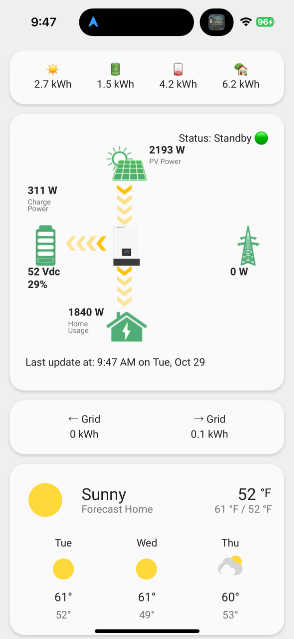 9:47
96
2.7 kWh 1.5 kWh 4.2 kWh 6.2 kWh
Status: Standby
2193 W
PV Power
311 W
Charge
Power
52 Vdc
29%
0 W
1840 W
Home
Usage
Last update at: 9:47 AM on Tue, Oct 29
← Grid → Grid
0 kWh 0.1 kWh
Sunny 52 °F
Forecast Home 61 °F / 52 °F
Tue Wed Thu
61° 61° 60°
52° 49° 53°